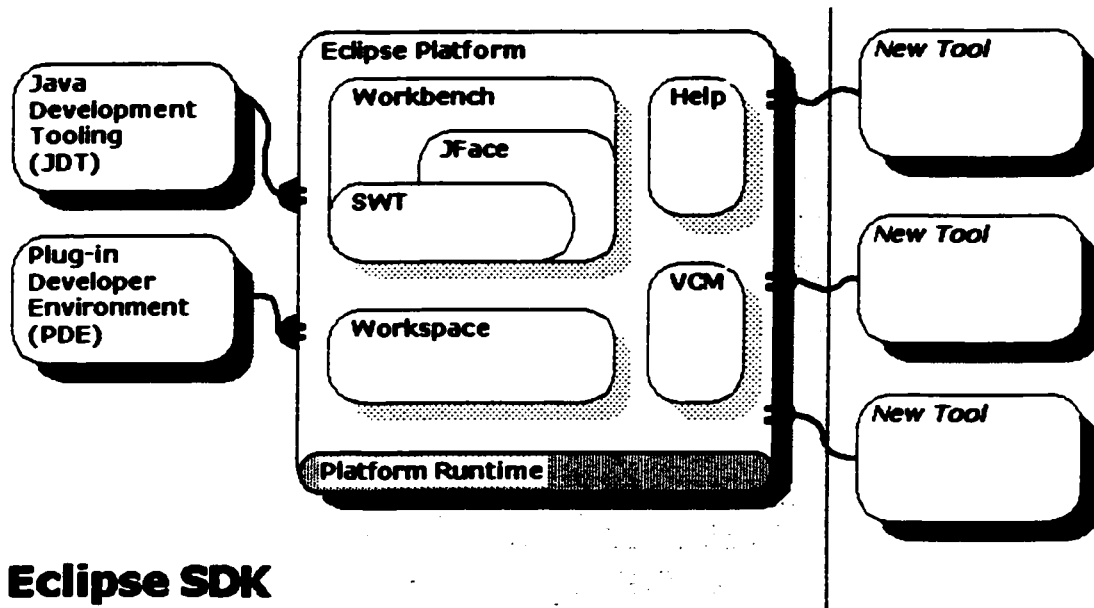 Java
Development
Tooling
(JDT)
Plug-in
Developer
Environment
(PDE)
Eclipse Platform
Workbench
JFace
SWT
Workspace
Help
VCM
Platform Runtime
New Tool
New Tool
New Tool
Eclipse SDK